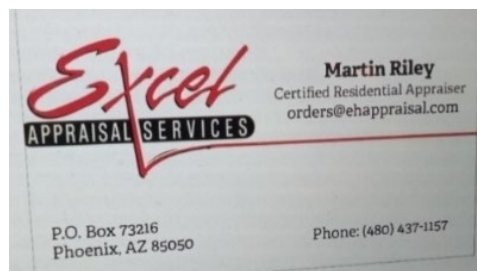 Excel
APPRAISAL SERVICES
Martin Riley
Certified Residential Appraiser
orders@ehappraisal.com
P.O. Box 73216
Phoenix, AZ 85050
Phone: (480) 437-1157